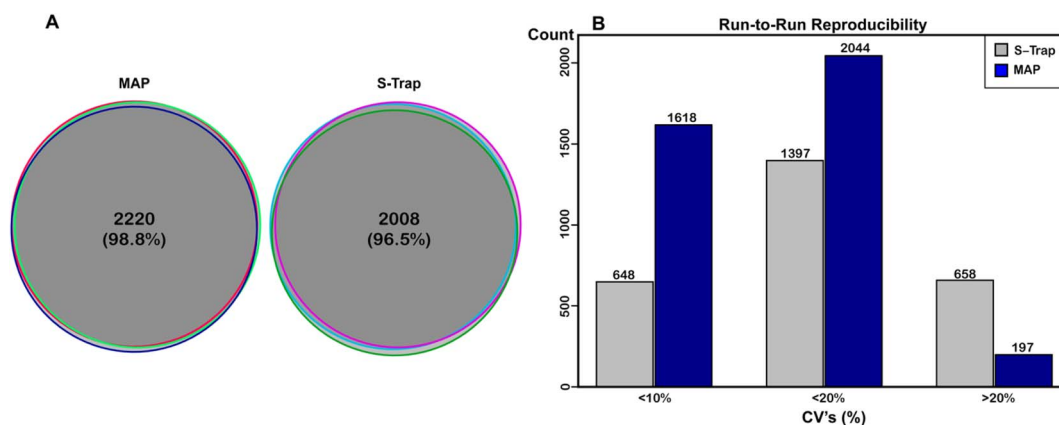 A
MAP
2220
(98.8%)
S-Trap
2008
(96.5%)
B
Run-to-Run Reproducibility
Count
2000
1500
1000
500
0
648
1618
1397
2044
658
197
S-Trap
MAP
<10%
<20%
>20%
CV's (%)